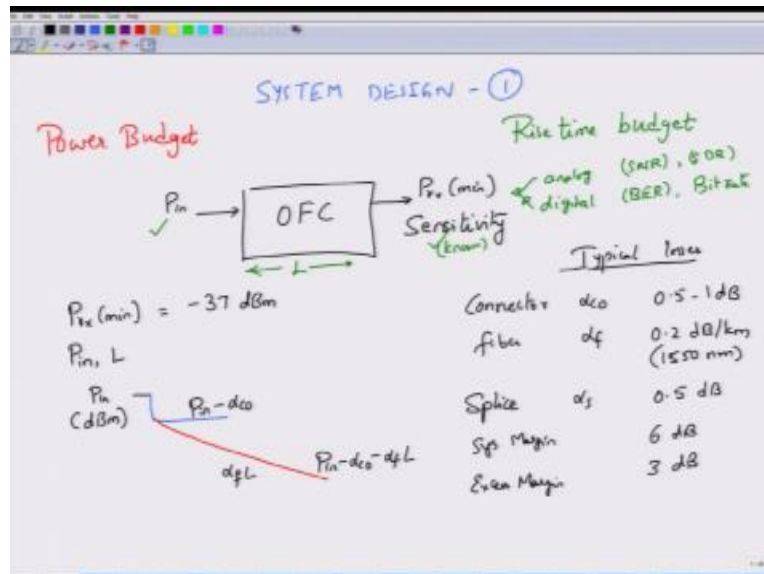 SYSTEM DESIGN - 1
Power Budget
Rise time budget
Pin
OFC
Prx (min)
Sensitivity
(known)
L
analog (SNR), SDR)
digital (BER), Bit rate
Typical losses
Prx (min) = -37 dBm
Pin, L
Pin (dBm)
Pin - αco
αfL
Pin - αco - αfL
Connector αco 0.5 - 1 dB
fiber αf 0.2 dB/km
(1550 nm)
Splice αs 0.5 dB
Sys Margin 6 dB
Excess Margin 3 dB